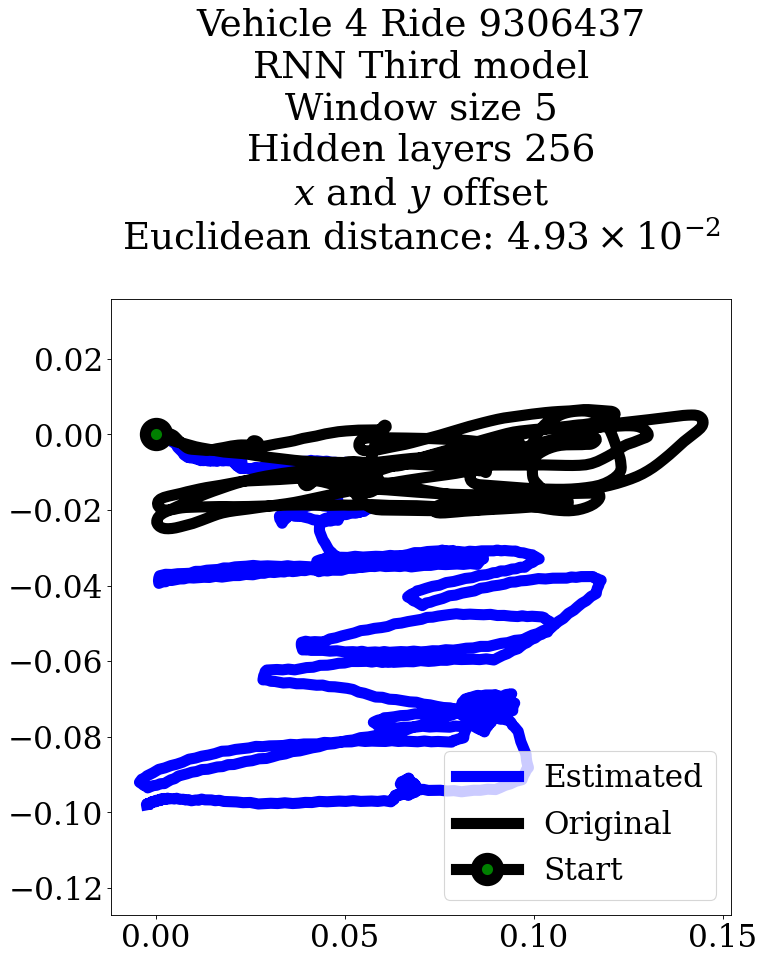 Vehicle 4 Ride 9306437
RNN Third model
Window size 5
Hidden layers 256
x and y offset
Euclidean distance: 4.93 × 10⁻²
0.02
0.00
−0.02
−0.04
−0.06
−0.08
−0.10
−0.12
Estimated
Original
Start
0.00 0.05 0.10 0.15